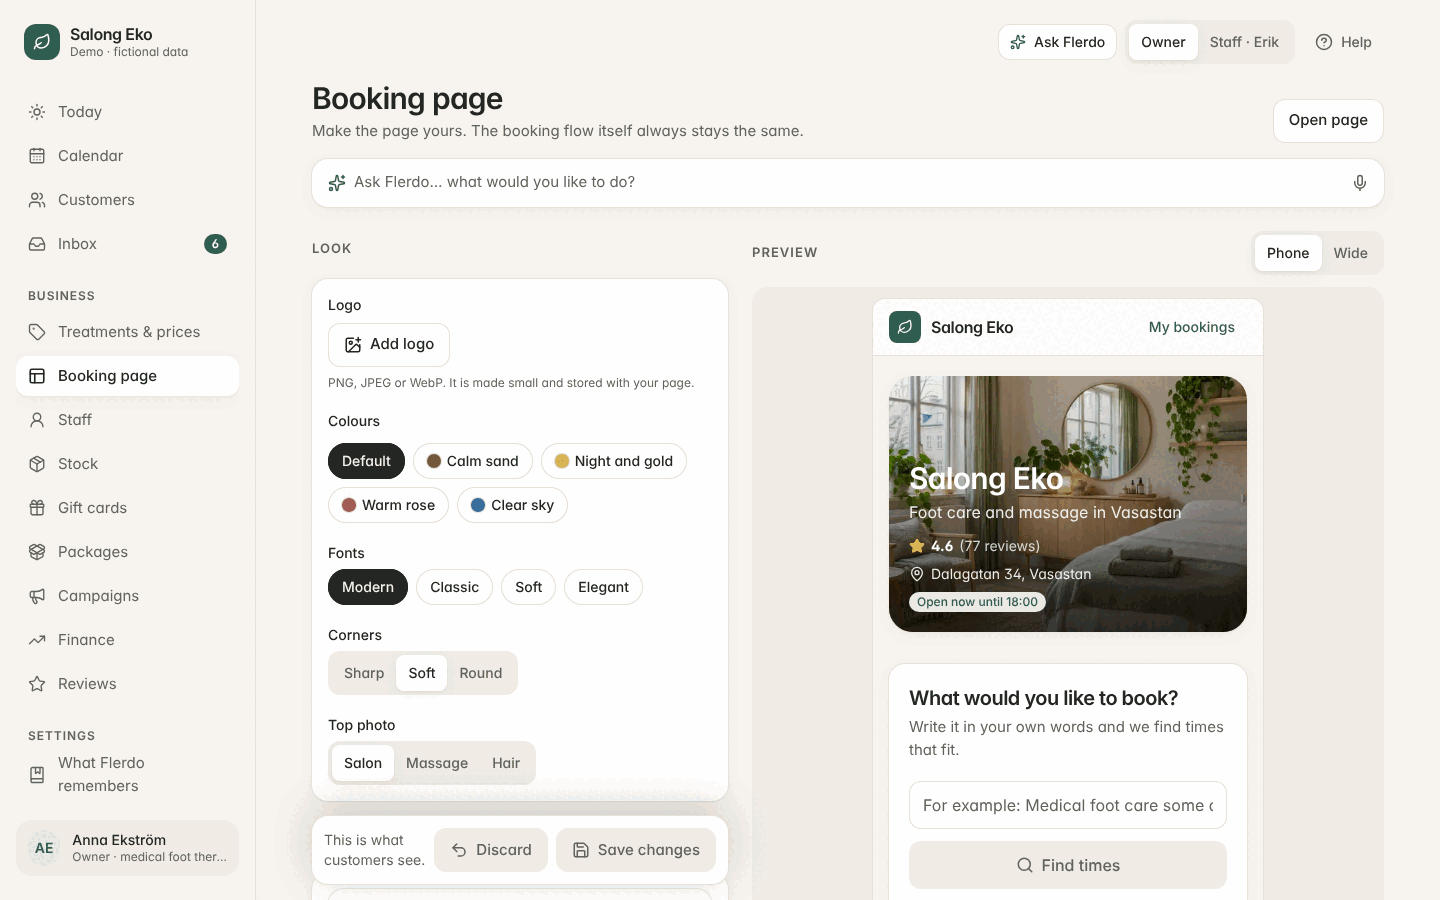 Salong Eko
Demo · fictional data
Today
Calendar
Customers
Inbox
6
BUSINESS
Treatments & prices
Booking page
Staff
Stock
Gift cards
Packages
Campaigns
Finance
Reviews
SETTINGS
What Flerdo
remembers
AE
Anna Ekström
Owner · medical foot ther...
Ask Flerdo
Owner
Staff · Erik
Help
Booking page
Make the page yours. The booking flow itself always stays the same.
Open page
Ask Flerdo... what would you like to do?
LOOK
Logo
Add logo
PNG, JPEG or WebP. It is made small and stored with your page.
Colours
Default
Calm sand
Night and gold
Warm rose
Clear sky
Fonts
Modern
Classic
Soft
Elegant
Corners
Sharp
Soft
Round
Top photo
Salon
Massage
Hair
This is what
customers see.
Discard
Save changes
PREVIEW
Phone
Wide
Salong Eko
My bookings
Salong Eko
Foot care and massage in Vasastan
4.6 (77 reviews)
Dalagatan 34, Vasastan
Open now until 18:00
What would you like to book?
Write it in your own words and we find times
that fit.
For example: Medical foot care some
Find times